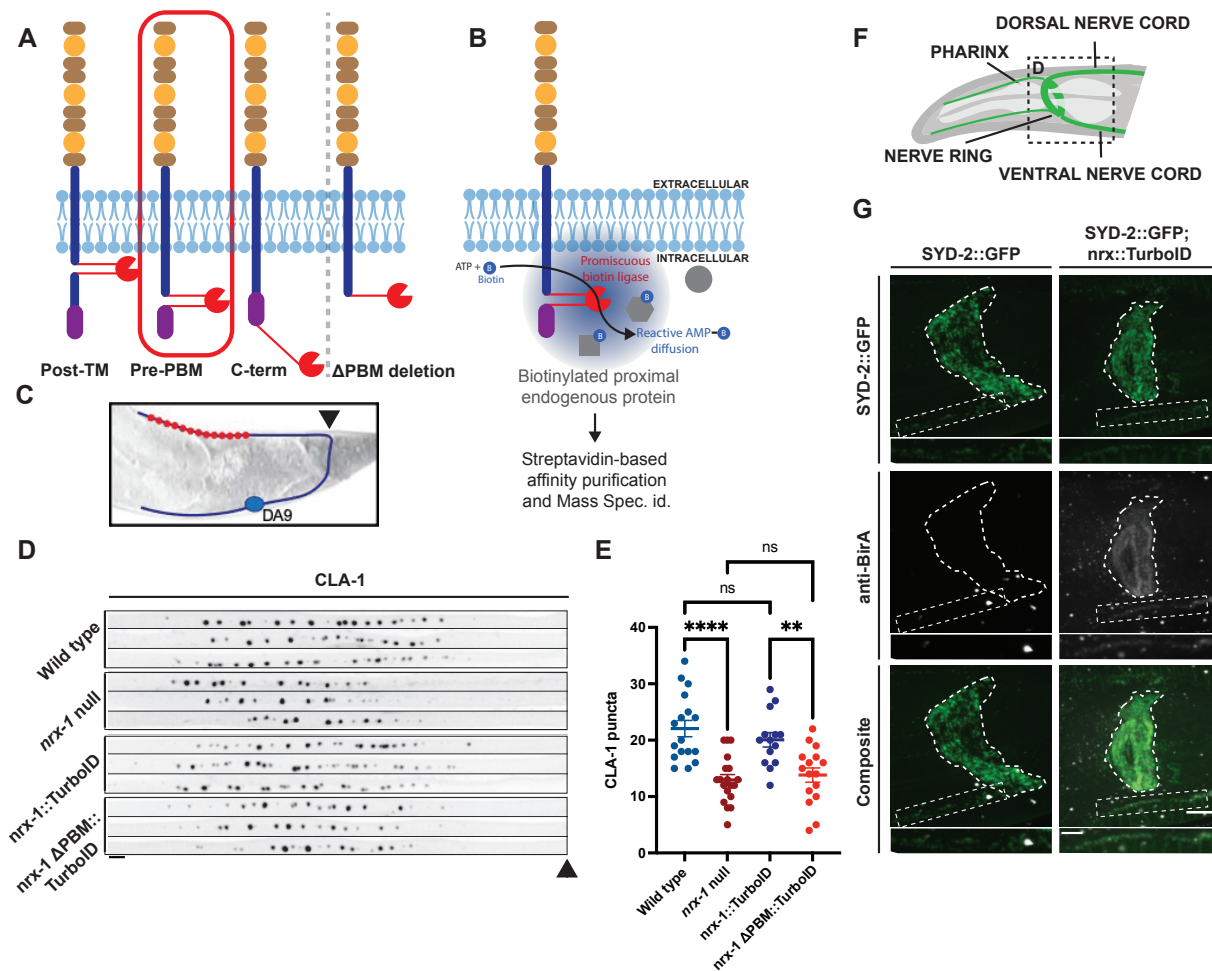 A
Post-TM
Pre-PBM
C-term
ΔPBM deletion
B
EXTRACELLULAR
INTRACELLULAR
ATP +
B
Biotin
Promiscuous
biotin ligase
B
B
Reactive AMP
B
diffusion
Biotinylated proximal
endogenous protein
Streptavidin-based
affinity purification
and Mass Spec. id.
C
DA9
D
CLA-1
Wild type
nrx-1 null
nrx-1::TurboID
nrx-1 ΔPBM::
TurboID
E
ns
ns
****
**
CLA-1 puncta
40
30
20
10
0
Wild type
nrx-1 null
nrx-1::TurboID
nrx-1 ΔPBM::TurboID
F
DORSAL NERVE CORD
PHARINX
D
NERVE RING
VENTRAL NERVE CORD
G
SYD-2::GFP
SYD-2::GFP;
nrx::TurboID
SYD-2::GFP
anti-BirA
Composite